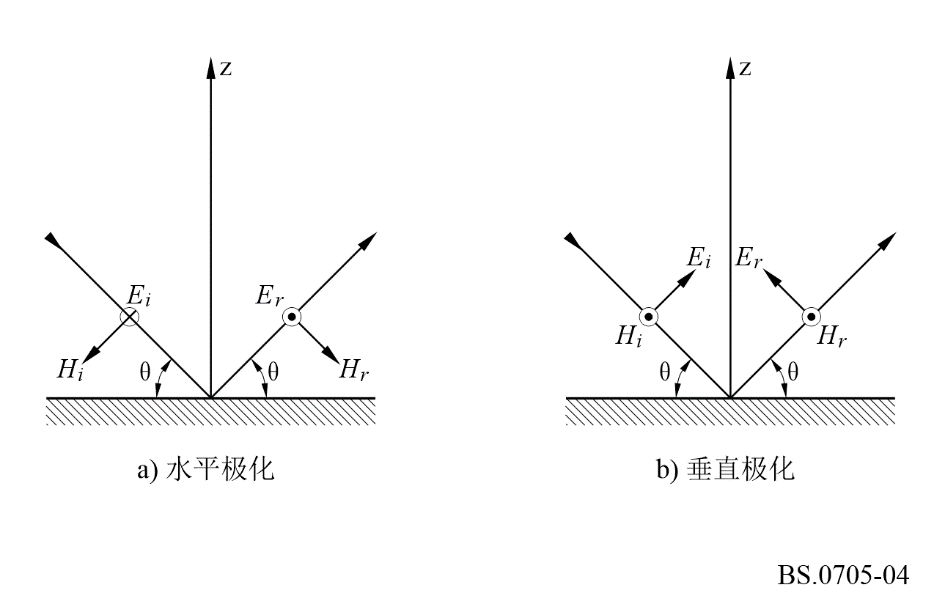 z
z
E_i
E_r
H_i
θ
θ
H_r
E_i
E_r
H_i
H_r
θ
θ
a) 水平极化
b) 垂直极化
BS.0705-04